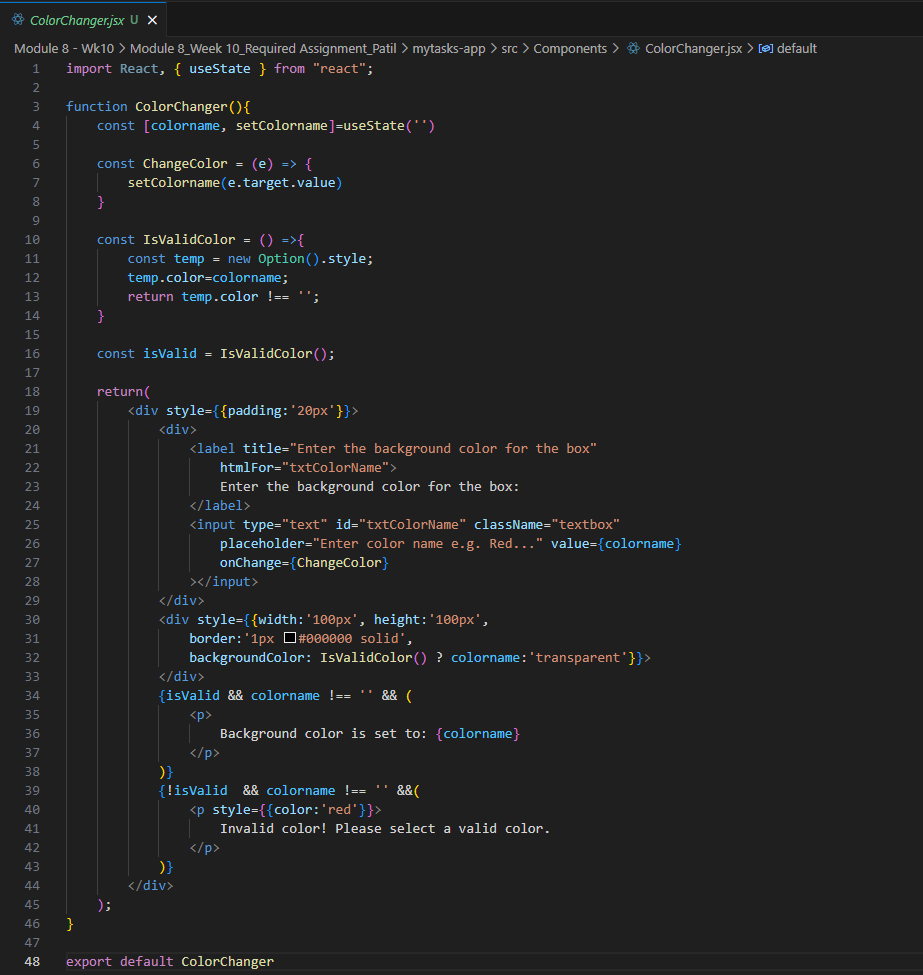 ColorChanger.jsx U ×
Module 8 - Wk10 > Module 8_Week 10_Required Assignment_Patil > mytasks-app > src > Components > ColorChanger.jsx > default
1 import React, { useState } from "react";
2
3 function ColorChanger(){
4     const [colorname, setColorname]=useState('')
5
6     const ChangeColor = (e) => {
7         setColorname(e.target.value)
8     }
9
10     const IsValidColor = () =>{
11         const temp = new Option().style;
12         temp.color=colorname;
13         return temp.color !== '';
14     }
15
16     const isValid = IsValidColor();
17
18     return(
19         <div style={{padding:'20px'}}>
20             <div>
21                 <label title="Enter the background color for the box"
22                     htmlFor="txtColorName">
23                     Enter the background color for the box:
24                 </label>
25                 <input type="text" id="txtColorName" className="textbox"
26                     placeholder="Enter color name e.g. Red..." value={colorname}
27                     onChange={ChangeColor}
28                 ></input>
29             </div>
30             <div style={{width:'100px', height:'100px',
31                 border:'1px #000000 solid',
32                 backgroundColor: IsValidColor() ? colorname:'transparent'}}>
33             </div>
34             {isValid && colorname !== '' && (
35                 <p>
36                     Background color is set to: {colorname}
37                 </p>
38             )}
39             {!isValid  && colorname !== '' &&(
40                 <p style={{color:'red'}}>
41                     Invalid color! Please select a valid color.
42                 </p>
43             )}
44         </div>
45     );
46 }
47
48 export default ColorChanger